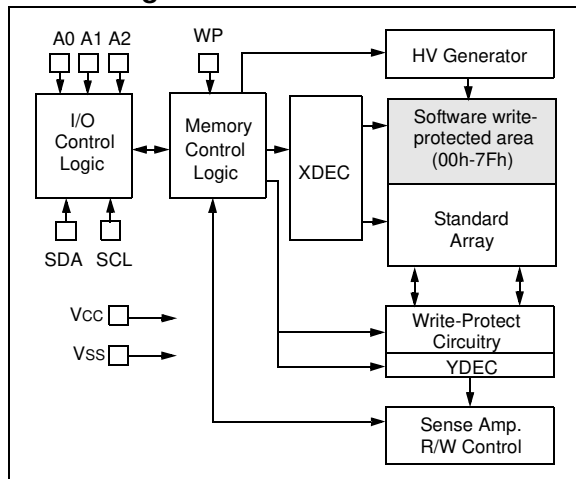 A0 A1 A2
WP
HV Generator
I/O
Control
Logic
Memory
Control
Logic
XDEC
Software write-
protected area
(00h-7Fh)
Standard
Array
SDA SCL
VCC
VSS
Write-Protect
Circuitry
YDEC
Sense Amp.
R/W Control